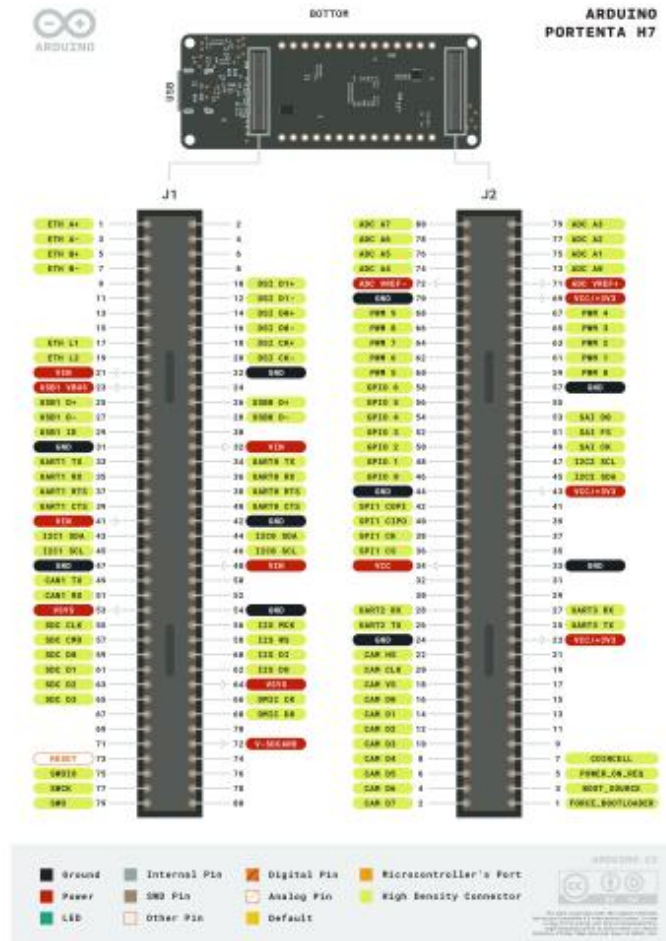 ARDUINO
BOTTOM
ARDUINO
PORTENTA H7
USB
J1
J2
ETH A+ 1 2
ETH A- 3 4
ETH B+ 5 6
ETH B- 7 8
9 10 DSI D1+
11 12 DSI D1-
13 14 DSI D0+
15 16 DSI D0-
ETH L1 17 18 DSI CK+
ETH L2 19 20 DSI CK-
VIN 21 22 GND
USB1 VBUS 23 24
USB1 D+ 25 26 USB0 D+
USB1 D- 27 28 USB0 D-
USB1 ID 29 30
GND 31 32 VIN
UART1 TX 33 34 UART0 TX
UART1 RX 35 36 UART0 RX
UART1 RTS 37 38 UART0 RTS
UART1 CTS 39 40 UART0 CTS
VIN 41 42 GND
I2C1 SDA 43 44 I2C0 SDA
I2C1 SCL 45 46 I2C0 SCL
GND 47 48 VIN
CAN1 TX 49 50
CAN1 RX 51 52
VSYS 53 54 GND
SDC CLK 55 56 I2S MCK
SDC CMD 57 58 I2S WS
SDC D0 59 60 I2S DI
SDC D1 61 62 I2S DO
SDC D2 63 64 VSYS
SDC D3 65 66 DMIC CK
67 68 DMIC D0
69 70
71 72 V-SDCARD
RESET 73 74
SWDIO 75 76
SWCK 77 78
SWO 79 80
ADC A7 80 79 ADC A3
ADC A6 78 77 ADC A2
ADC A5 76 75 ADC A1
ADC A4 74 73 ADC A0
ADC VREF- 72 71 ADC VREF+
GND 70 69 VCC/+3V3
PWM 9 68 67 PWM 4
PWM 8 66 65 PWM 3
PWM 7 64 63 PWM 2
PWM 6 62 61 PWM 1
PWM 5 60 59 PWM 0
GPIO 6 58 57 GND
GPIO 5 56 55
GPIO 4 54 53 SAI D0
GPIO 3 52 51 SAI FS
GPIO 2 50 49 SAI CK
GPIO 1 48 47 I2C2 SCL
GPIO 0 46 45 I2C2 SDA
GND 44 43 VCC/+3V3
SPI1 COPI 42 41
SPI1 CIPO 40 39
SPI1 CK 38 37
SPI1 CS 36 35
VCC 34 33 GND
32 31
30 29
UART2 RX 28 27 UART3 RX
UART2 TX 26 25 UART3 TX
GND 24 23 VCC/+3V3
CAM HS 22 21
CAM CLK 20 19
CAM VS 18 17
CAM D0 16 15
CAM D1 14 13
CAM D2 12 11
CAM D3 10 9
CAM D4 8 7 COINCELL
CAM D5 6 5 POWER_ON_REQ
CAM D6 4 3 BOOT_SOURCE
CAM D7 2 1 FORCE_BOOTLOADER
Ground Internal Pin Digital Pin Microcontroller's Port
Power SWD Pin Analog Pin High Density Connector
LED Other Pin Default
ARDUINO.CC
CC